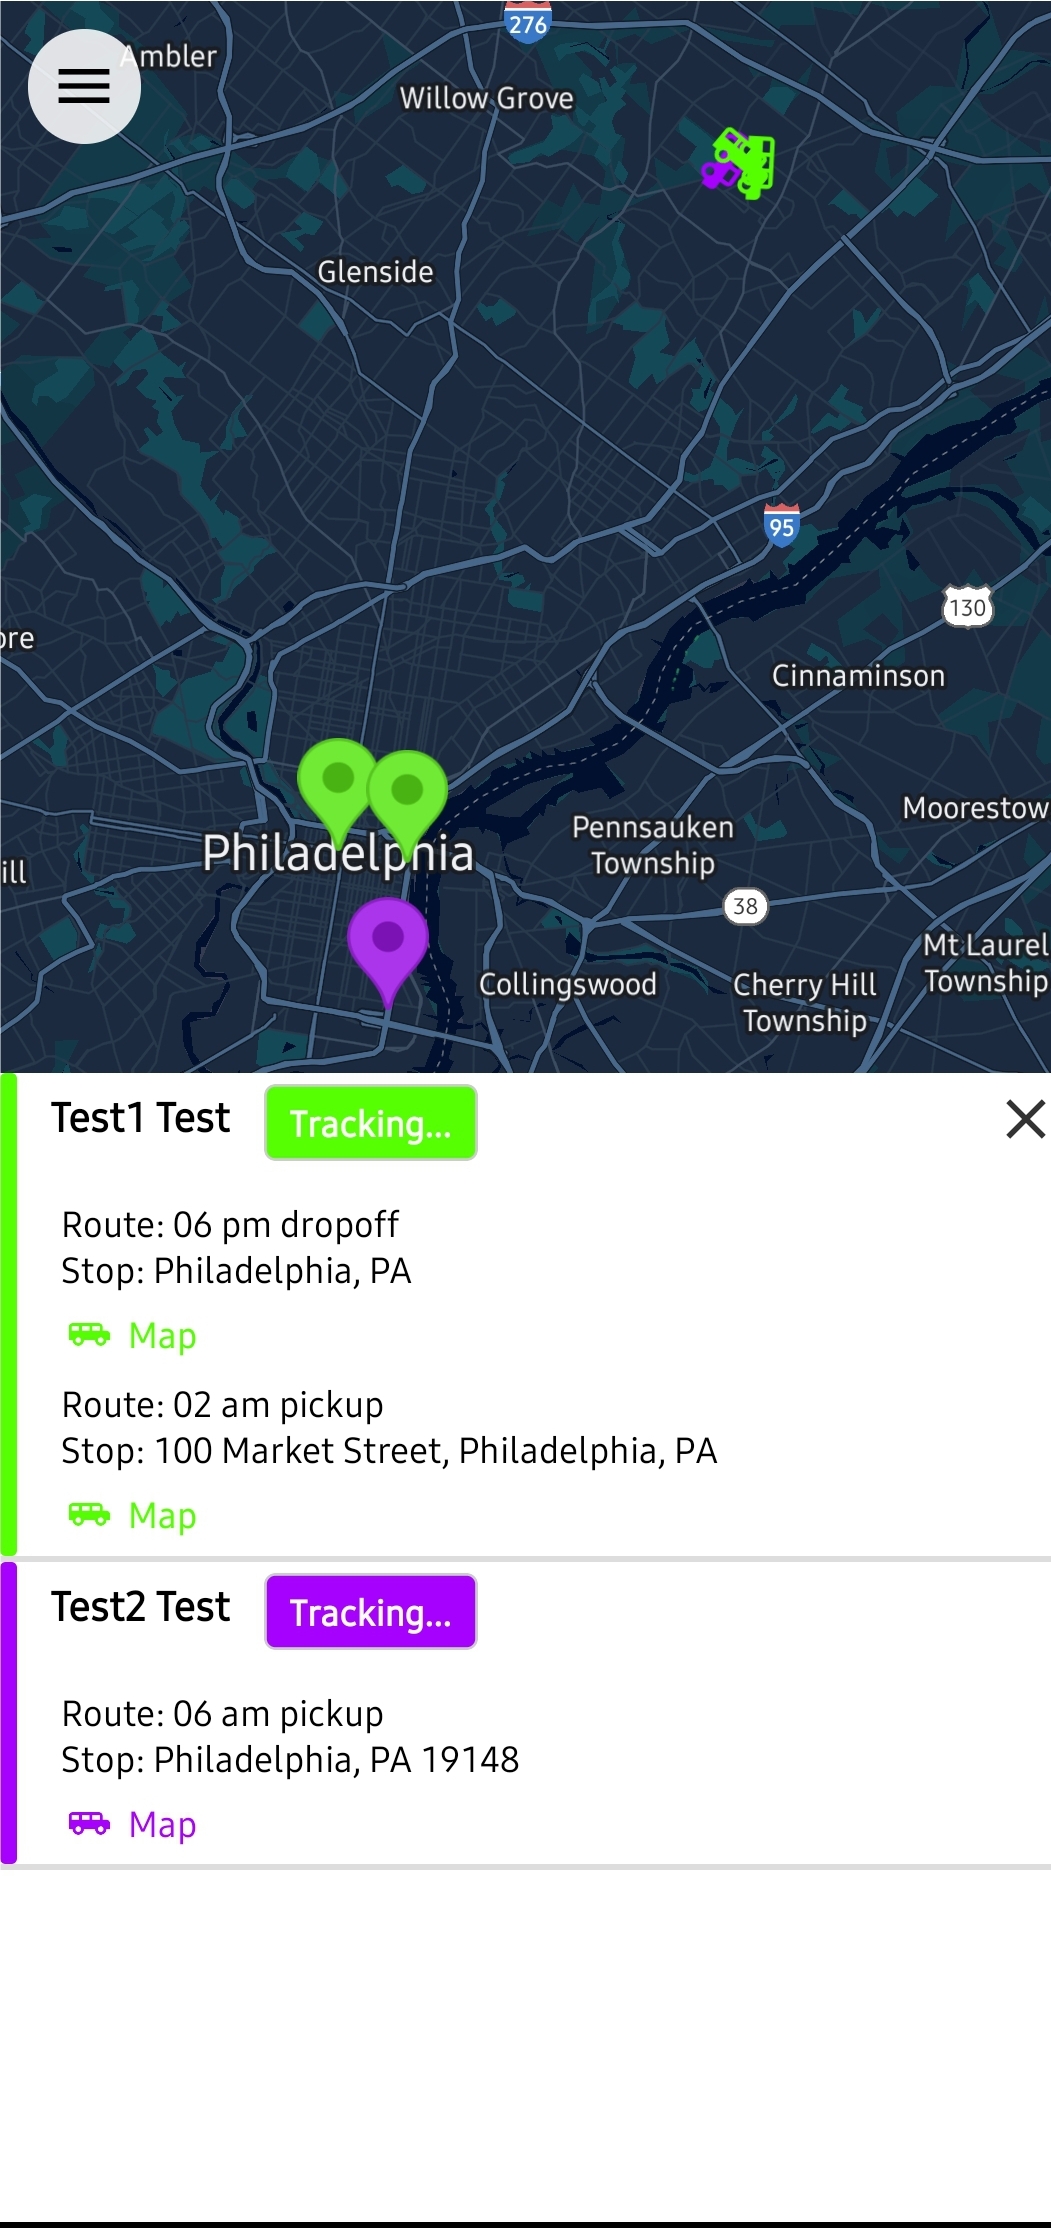 276
Ambler
Willow Grove
Glenside
95
130
ore
Cinnaminson
Moorestow
Pennsauken
Township
Philadelphia
ill
38
Mt Laurel
Township
Collingswood
Cherry Hill
Township
Test1 Test
Tracking...
Route: 06 pm dropoff
Stop: Philadelphia, PA
Map
Route: 02 am pickup
Stop: 100 Market Street, Philadelphia, PA
Map
Test2 Test
Tracking...
Route: 06 am pickup
Stop: Philadelphia, PA 19148
Map